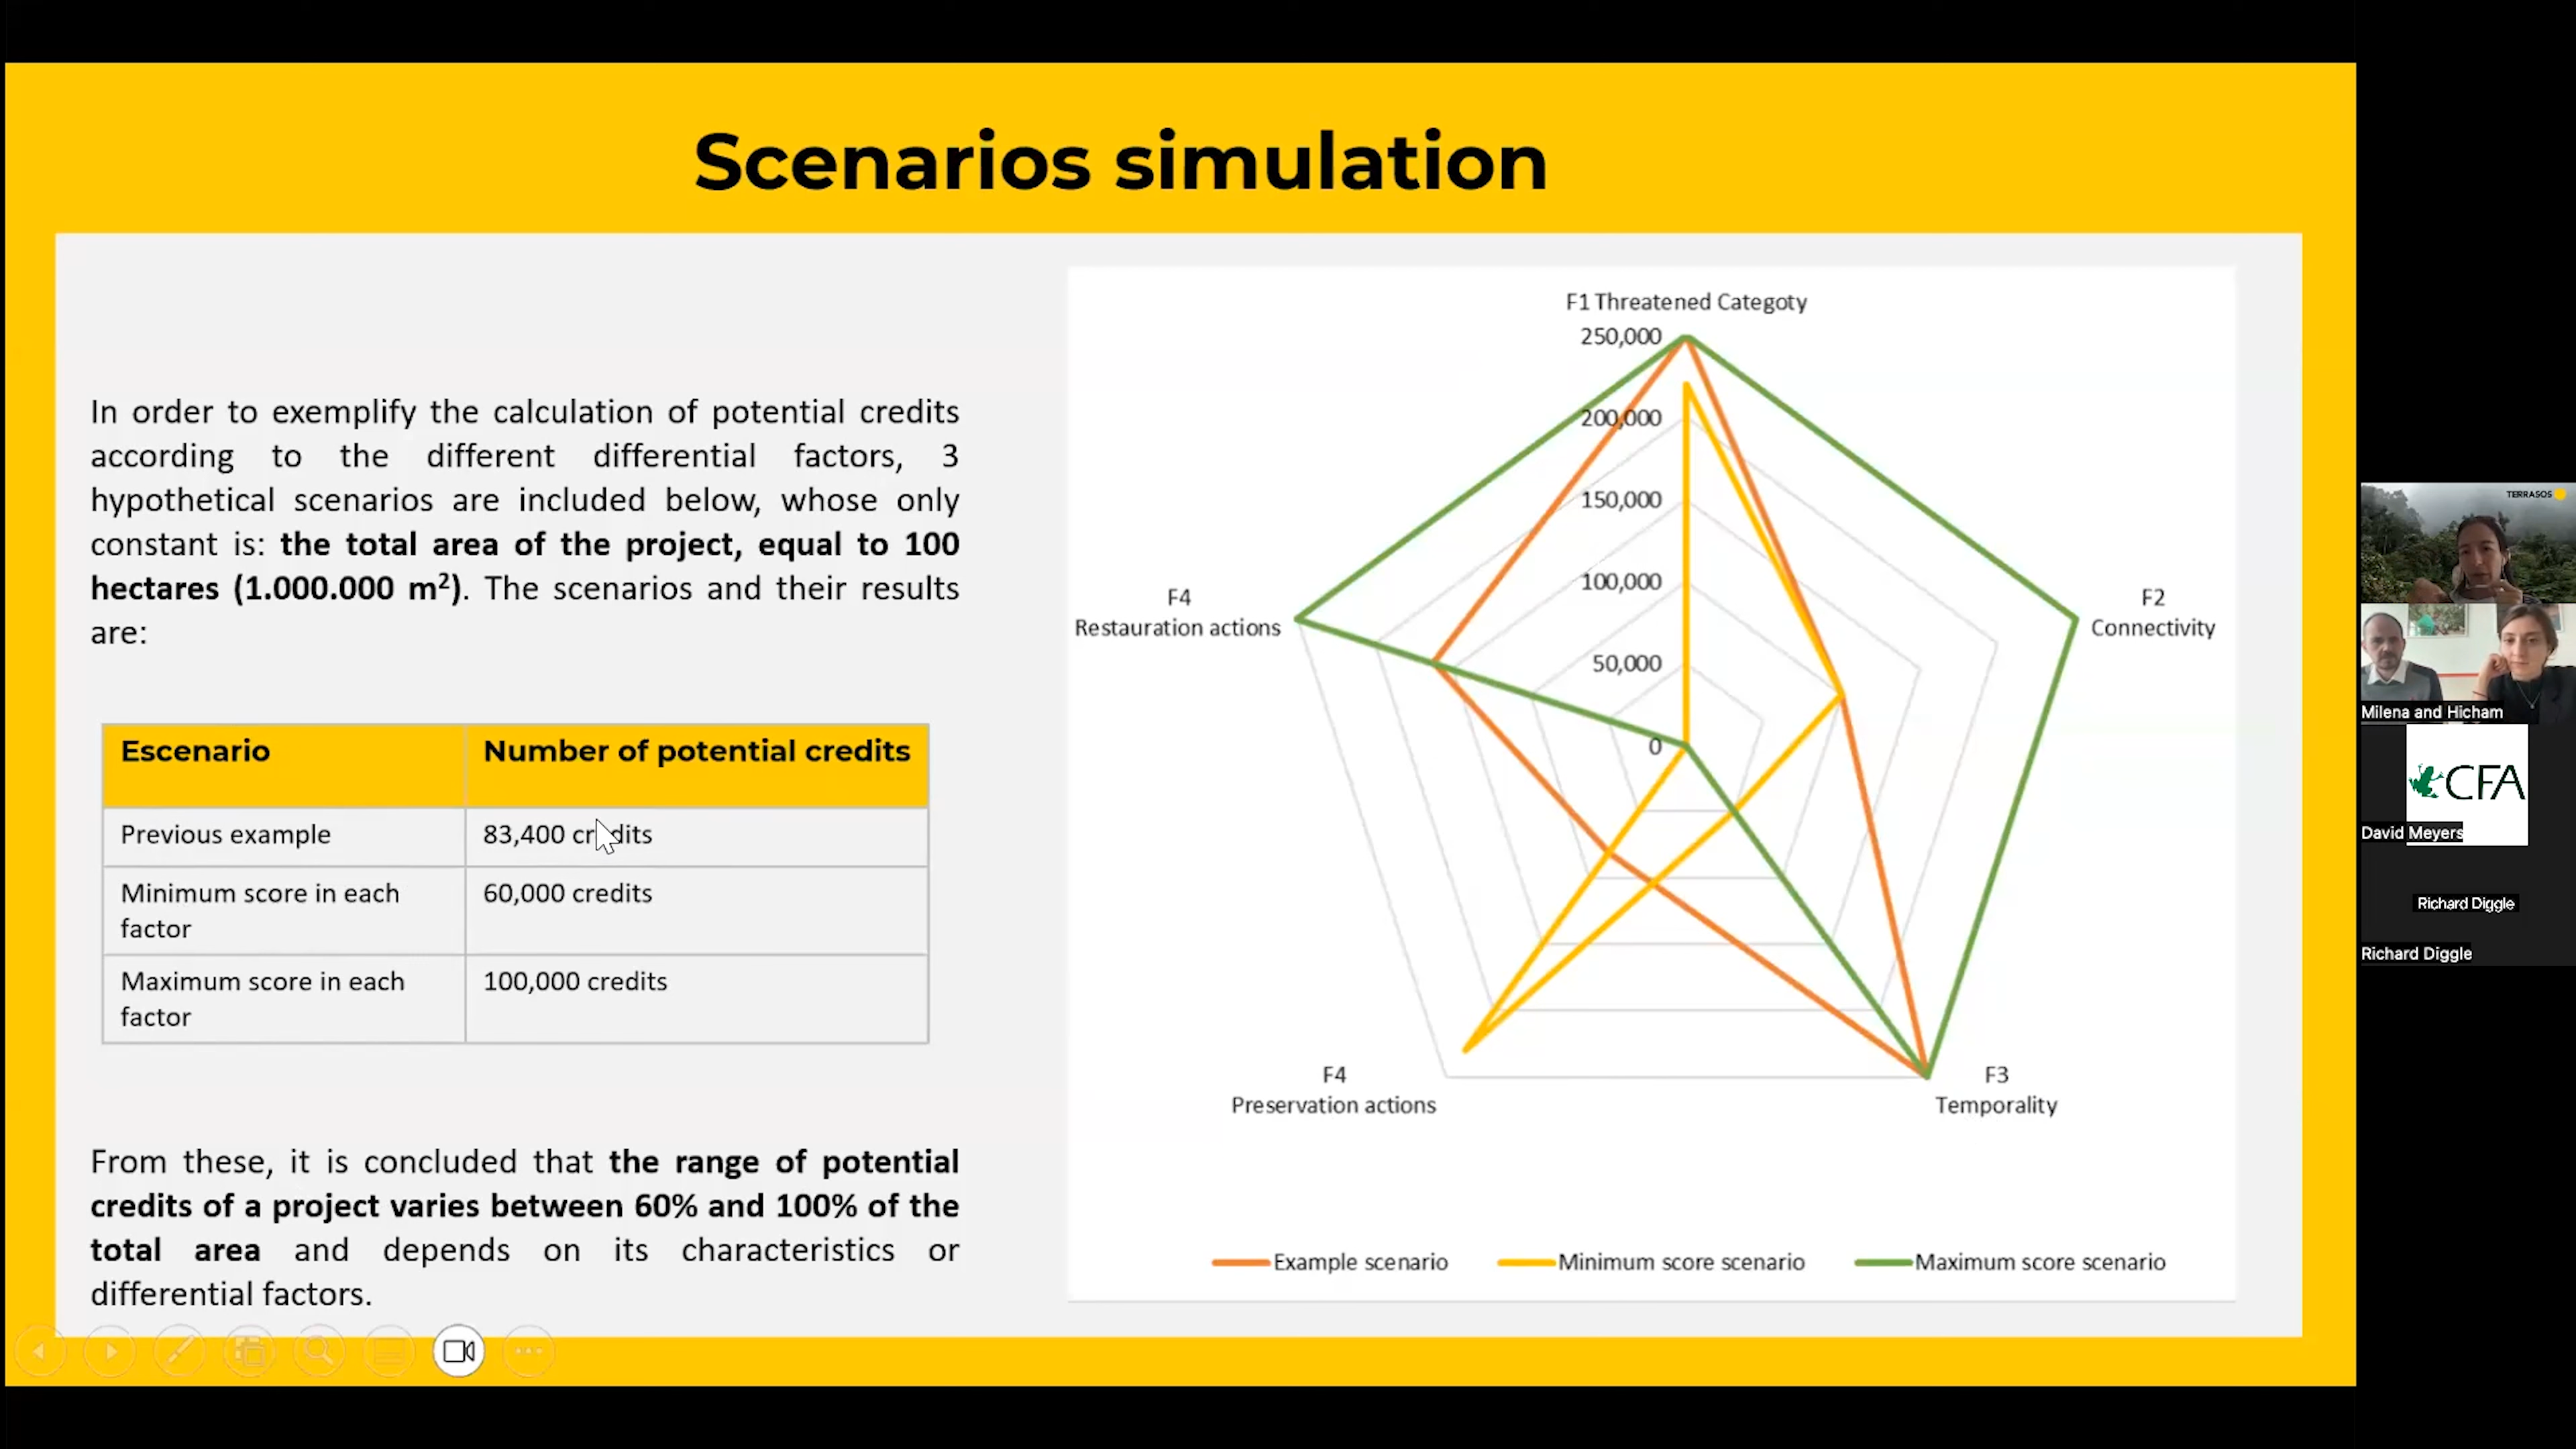 Scenarios simulation
In order to exemplify the calculation of potential credits
according to the different differential factors, 3
hypothetical scenarios are included below, whose only
constant is: the total area of the project, equal to 100
hectares (1.000.000 m²). The scenarios and their results
are:
Escenario Number of potential credits
Previous example 83,400 credits
Minimum score in each
factor
60,000 credits
Maximum score in each
factor
100,000 credits
From these, it is concluded that the range of potential
credits of a project varies between 60% and 100% of the
total area and depends on its characteristics or
differential factors.
F1 Threatened Categoty
250,000
200,000
150,000
100,000
50,000
0
F2
Connectivity
F3
Temporality
F4
Preservation actions
F4
Restauration actions
Example scenario Minimum score scenario Maximum score scenario
TERRASOS
Milena and Hicham
CFA
David Meyers
Richard Diggle
Richard Diggle